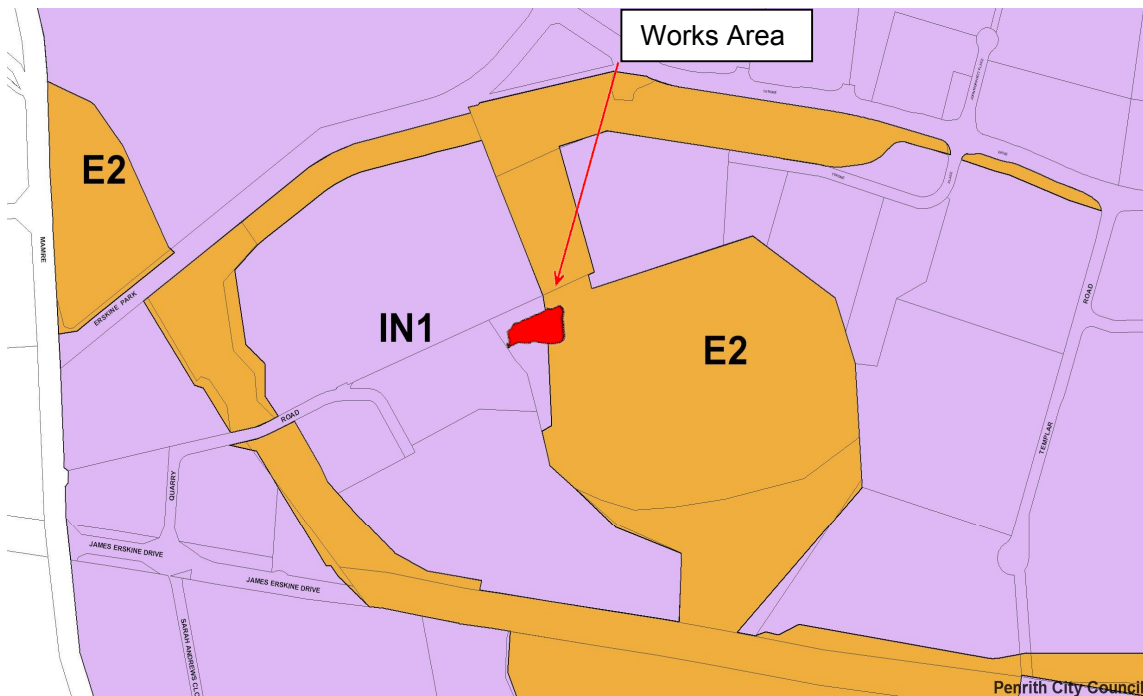 Works Area
E2
MAMRE
ERSKINE PARK
IN1
E2
ROAD
ROAD
TEMPLAR
QUARRY
JAMES ERSKINE DRIVE
JAMES ERSKINE DRIVE
SARAH ANDREWS CLO
Penrith City Council